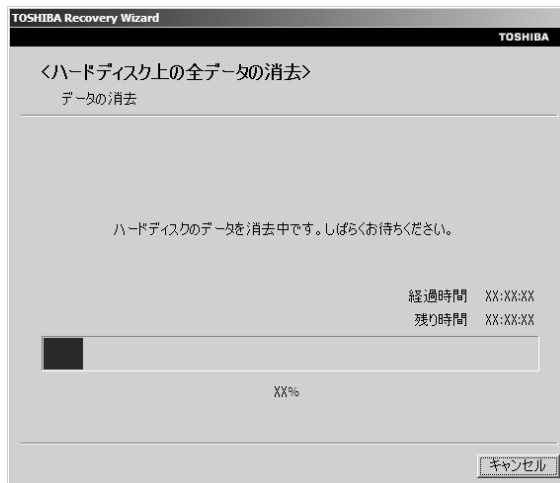 TOSHIBA Recovery Wizard
TOSHIBA
<ハードディスク上の全データの消去>
データの消去
ハードディスクのデータを消去中です。しばらくお待ちください。
経過時間 XX:XX:XX
残り時間 XX:XX:XX
XX%
キャンセル